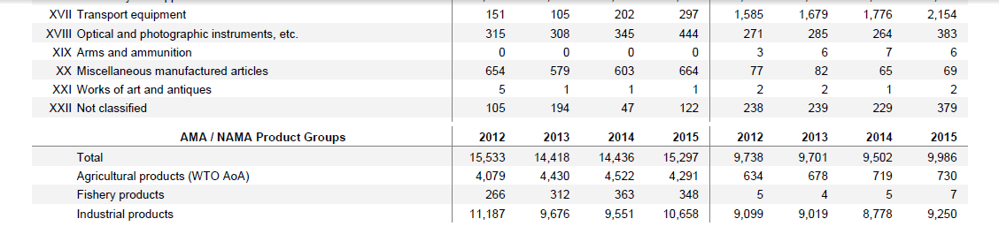 XVII Transport equipment 151 105 202 297 1,585 1,679 1,776 2,154
XVIII Optical and photographic instruments, etc. 315 308 345 444 271 285 264 383
XIX Arms and ammunition 0 0 0 0 3 6 7 6
XX Miscellaneous manufactured articles 654 579 603 664 77 82 65 69
XXI Works of art and antiques 5 1 1 1 2 2 1 2
XXII Not classified 105 194 47 122 238 239 229 379
AMA / NAMA Product Groups 2012 2013 2014 2015 2012 2013 2014 2015
Total 15,533 14,418 14,436 15,297 9,738 9,701 9,502 9,986
Agricultural products (WTO AoA) 4,079 4,430 4,522 4,291 634 678 719 730
Fishery products 266 312 363 348 5 4 5 7
Industrial products 11,187 9,676 9,551 10,658 9,099 9,019 8,778 9,250